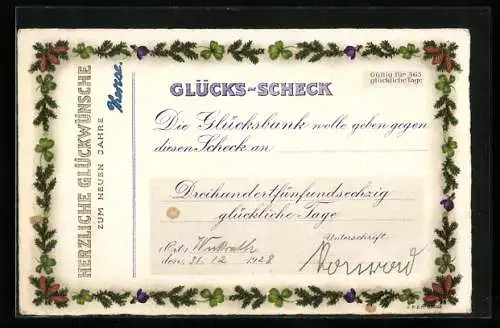 HERZLICHE GLÜCKWÜNSCHE
ZUM NEUEN JAHRE
GLÜCKS-SCHECK
Gültig für 365
glückliche Tage
Die Glücksbank wolle geben gegen
diesen Scheck an
Dreihundertfünfundsechzig
glückliche Tage
Unterschrift:
Ort:
den 31. 12. 1928